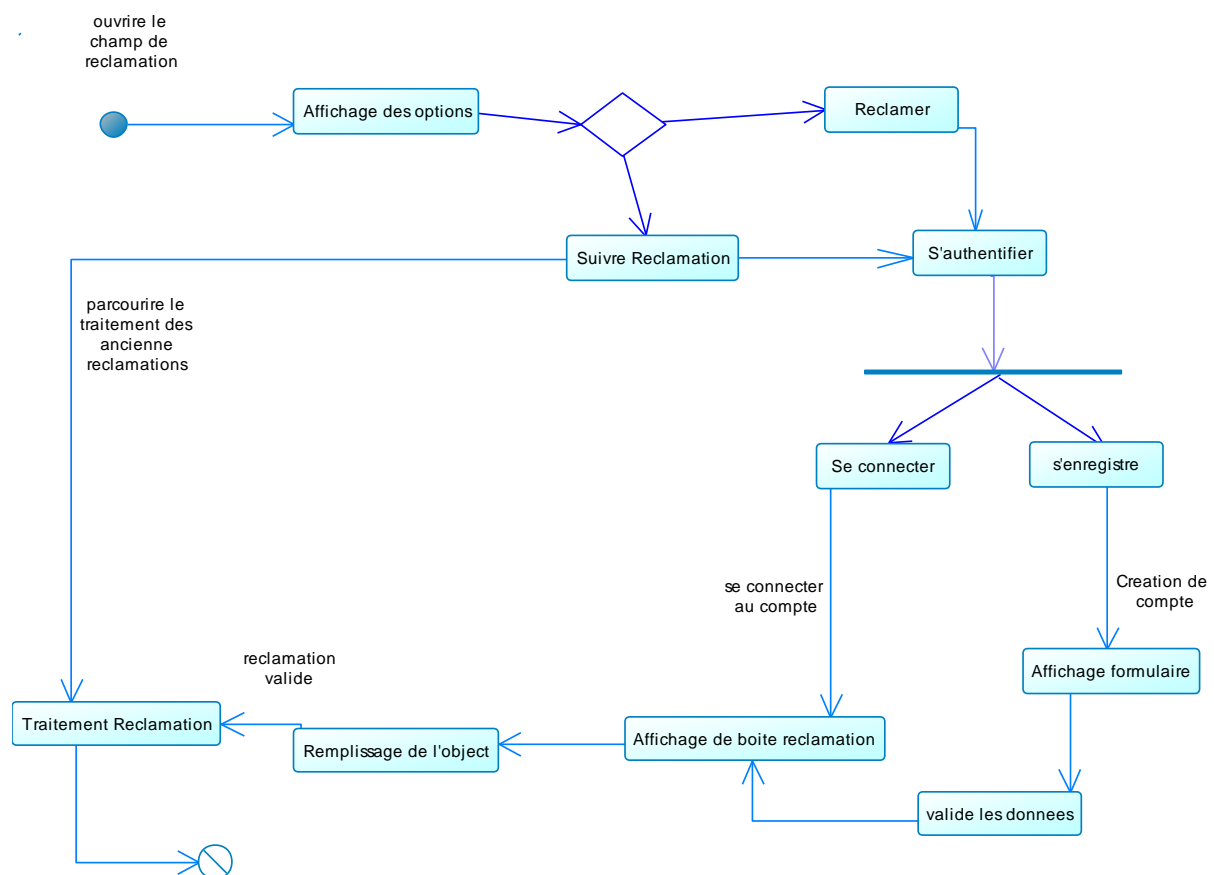 ouvrire le
champ de
reclamation
Affichage des options
Reclamer
Suivre Reclamation
S'authentifier
parcourire le
traitement des
ancienne
reclamations
Se connecter
s'enregistre
se connecter
au compte
Creation de
compte
reclamation
valide
Affichage formulaire
Traitement Reclamation
Remplissage de l'object
Affichage de boite reclamation
valide les donnees